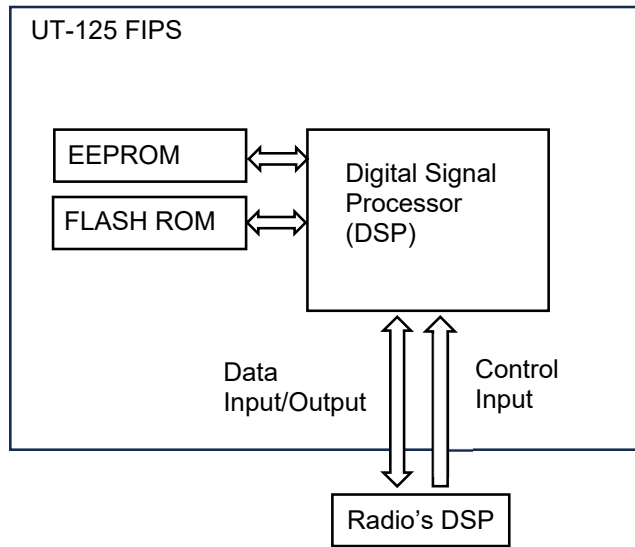 UT-125 FIPS
EEPROM
FLASH ROM
Digital Signal
Processor
(DSP)
Data
Input/Output
Control
Input
Radio's DSP